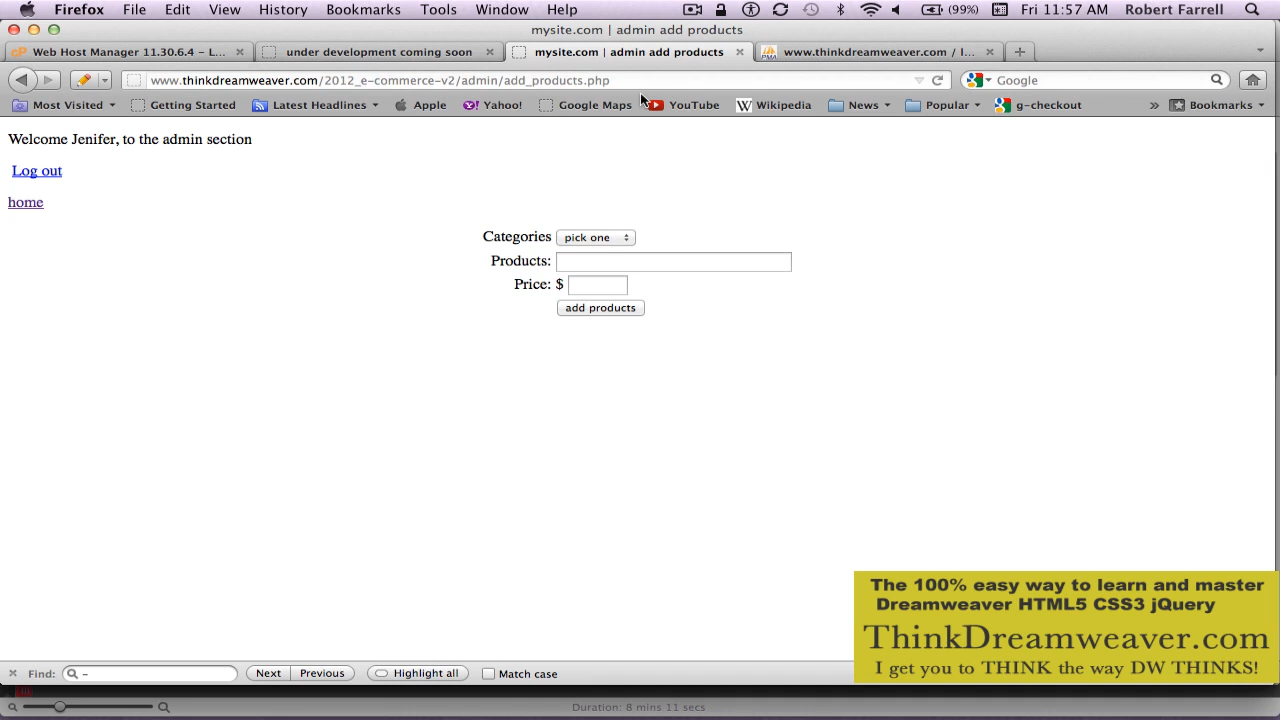 Firefox File Edit View History Bookmarks Tools Window Help (99%) Fri 11:57 AM Robert Farrell
mysite.com | admin add products
Web Host Manager 11.30.6.4 – L... under development coming soon mysite.com | admin add products www.thinkdreamweaver.com / l...
www.thinkdreamweaver.com/2012_e-commerce-v2/admin/add_products.php Google
Most Visited Getting Started Latest Headlines Apple Yahoo! Google Maps YouTube Wikipedia News Popular g-checkout » Bookmarks
Welcome Jenifer, to the admin section
Log out
home
Categories pick one
Products:
Price: $
add products
The 100% easy way to learn and master
Dreamweaver HTML5 CSS3 jQuery
ThinkDreamweaver.com
I get you to THINK the way DW THINKS!
Find: – Next Previous Highlight all Match case
Duration: 8 mins 11 secs